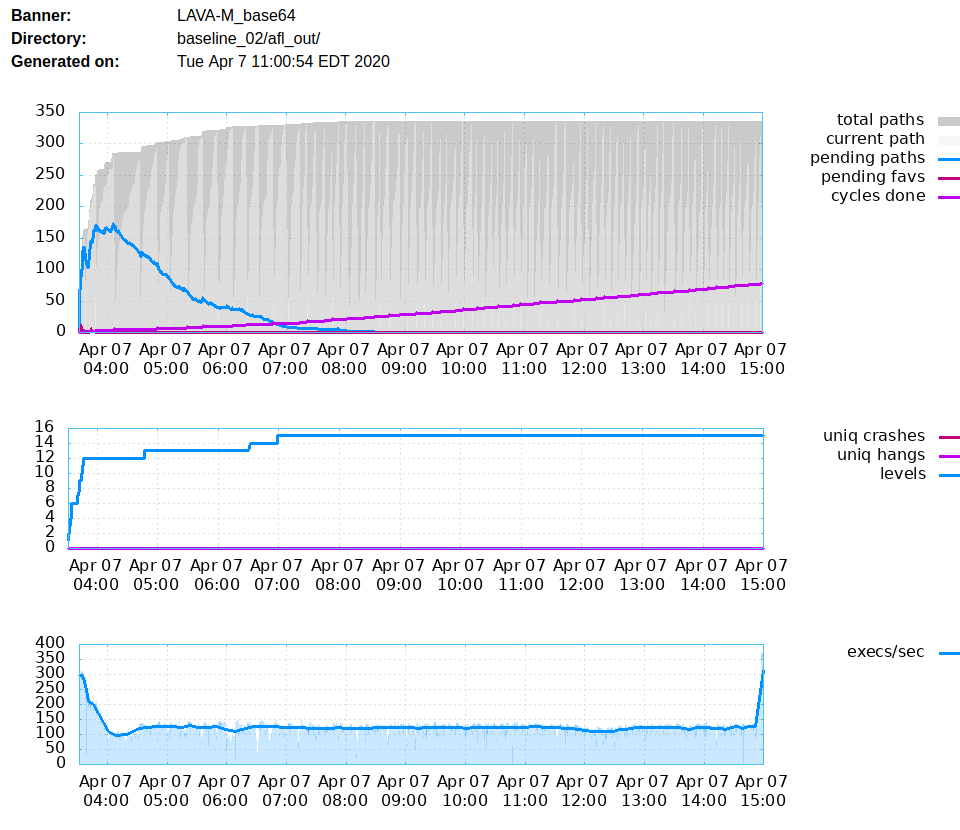 Banner: LAVA-M_base64
Directory: baseline_02/afl_out/
Generated on: Tue Apr 7 11:00:54 EDT 2020
350
300
250
200
150
100
50
0
Apr 07 Apr 07 Apr 07 Apr 07 Apr 07 Apr 07 Apr 07 Apr 07 Apr 07 Apr 07 Apr 07 Apr 07
04:00 05:00 06:00 07:00 08:00 09:00 10:00 11:00 12:00 13:00 14:00 15:00
total paths
current path
pending paths
pending favs
cycles done
16
14
12
10
8
6
4
2
0
Apr 07 Apr 07 Apr 07 Apr 07 Apr 07 Apr 07 Apr 07 Apr 07 Apr 07 Apr 07 Apr 07 Apr 07
04:00 05:00 06:00 07:00 08:00 09:00 10:00 11:00 12:00 13:00 14:00 15:00
uniq crashes
uniq hangs
levels
400
350
300
250
200
150
100
50
0
Apr 07 Apr 07 Apr 07 Apr 07 Apr 07 Apr 07 Apr 07 Apr 07 Apr 07 Apr 07 Apr 07 Apr 07
04:00 05:00 06:00 07:00 08:00 09:00 10:00 11:00 12:00 13:00 14:00 15:00
execs/sec